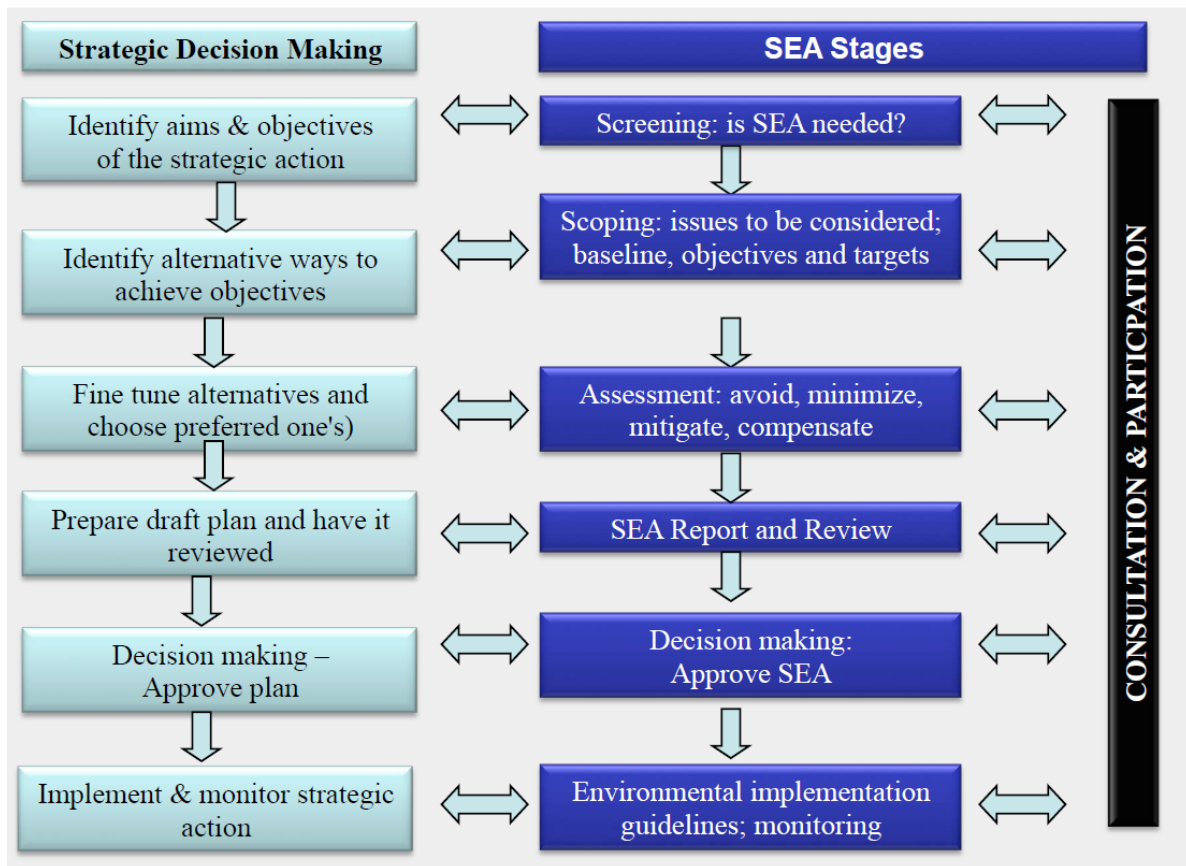 Strategic Decision Making
SEA Stages
Identify aims & objectives
of the strategic action
Screening: is SEA needed?
Identify alternative ways to
achieve objectives
Scoping: issues to be considered;
baseline, objectives and targets
Fine tune alternatives and
choose preferred one's)
Assessment: avoid, minimize,
mitigate, compensate
Prepare draft plan and have it
reviewed
SEA Report and Review
Decision making –
Approve plan
Decision making:
Approve SEA
Implement & monitor strategic
action
Environmental implementation
guidelines; monitoring
CONSULTATION & PARTICPATION